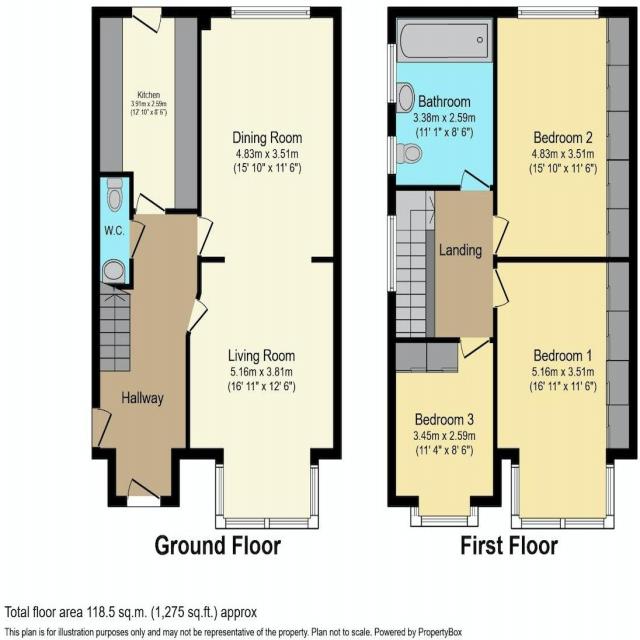 Kitchen
3.91m x 2.59m
(12' 10" x 8' 6")
Dining Room
4.83m x 3.51m
(15' 10" x 11' 6")
W.C.
Living Room
5.16m x 3.81m
(16' 11" x 12' 6")
Hallway
Ground Floor
Bathroom
3.38m x 2.59m
(11' 1" x 8' 6")
Bedroom 2
4.83m x 3.51m
(15' 10" x 11' 6")
Landing
Bedroom 1
5.16m x 3.51m
(16' 11" x 11' 6")
Bedroom 3
3.45m x 2.59m
(11' 4" x 8' 6")
First Floor
Total floor area 118.5 sq.m. (1,275 sq.ft.) approx
This plan is for illustration purposes only and may not be representative of the property. Plan not to scale. Powered by PropertyBox